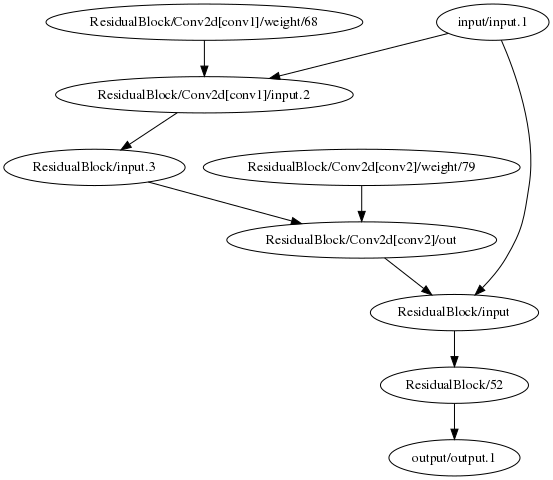 ResidualBlock/Conv2d[conv1]/weight/68
input/input.1
ResidualBlock/Conv2d[conv1]/input.2
ResidualBlock/input.3
ResidualBlock/Conv2d[conv2]/weight/79
ResidualBlock/Conv2d[conv2]/out
ResidualBlock/input
ResidualBlock/52
output/output.1